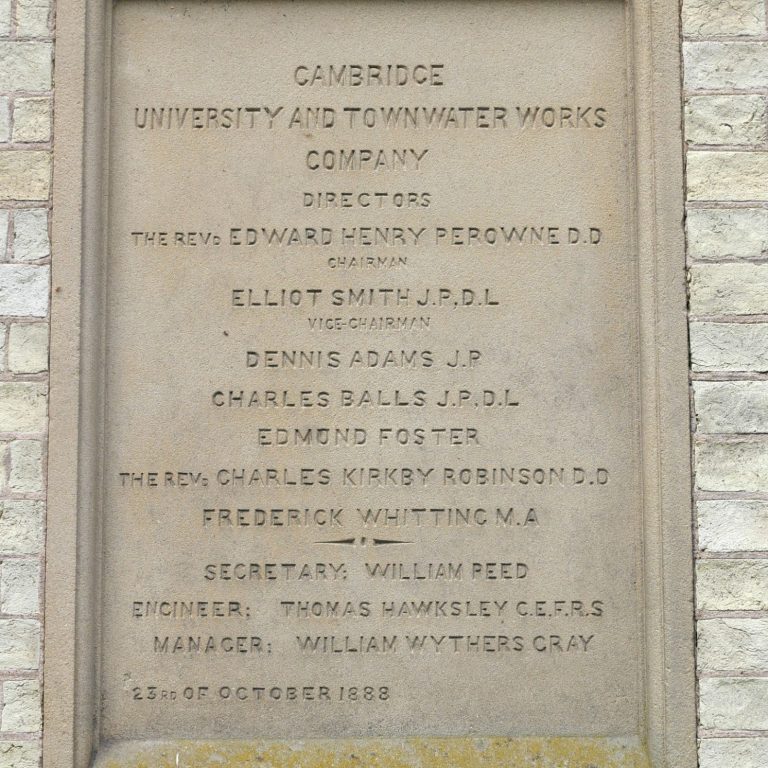 CAMBRIDGE
UNIVERSITY AND TOWN WATER WORKS
COMPANY
DIRECTORS
THE REVD EDWARD HENRY PEROWNE D.D
CHAIRMAN
ELLIOT SMITH J.P, D.L
VICE-CHAIRMAN
DENNIS ADAMS J.P
CHARLES BALLS J.P, D.L
EDMUND FOSTER
THE REVD CHARLES KIRKBY ROBINSON D.D
FREDERICK WHITTING M.A
SECRETARY: WILLIAM PEED
ENGINEER: THOMAS HAWKSLEY C.E.F.R.S
MANAGER: WILLIAM WYTHERS GRAY
23RD OF OCTOBER 1888